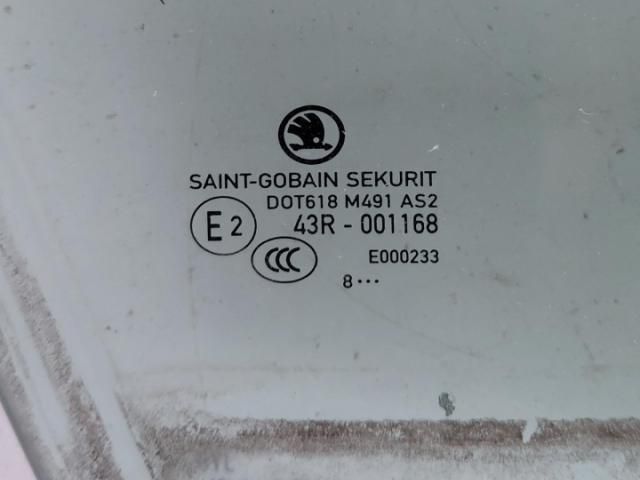 SAINT-GOBAIN SEKURIT
DOT618 M491 AS2
E2 43R - 001168
CCC E000233
8...